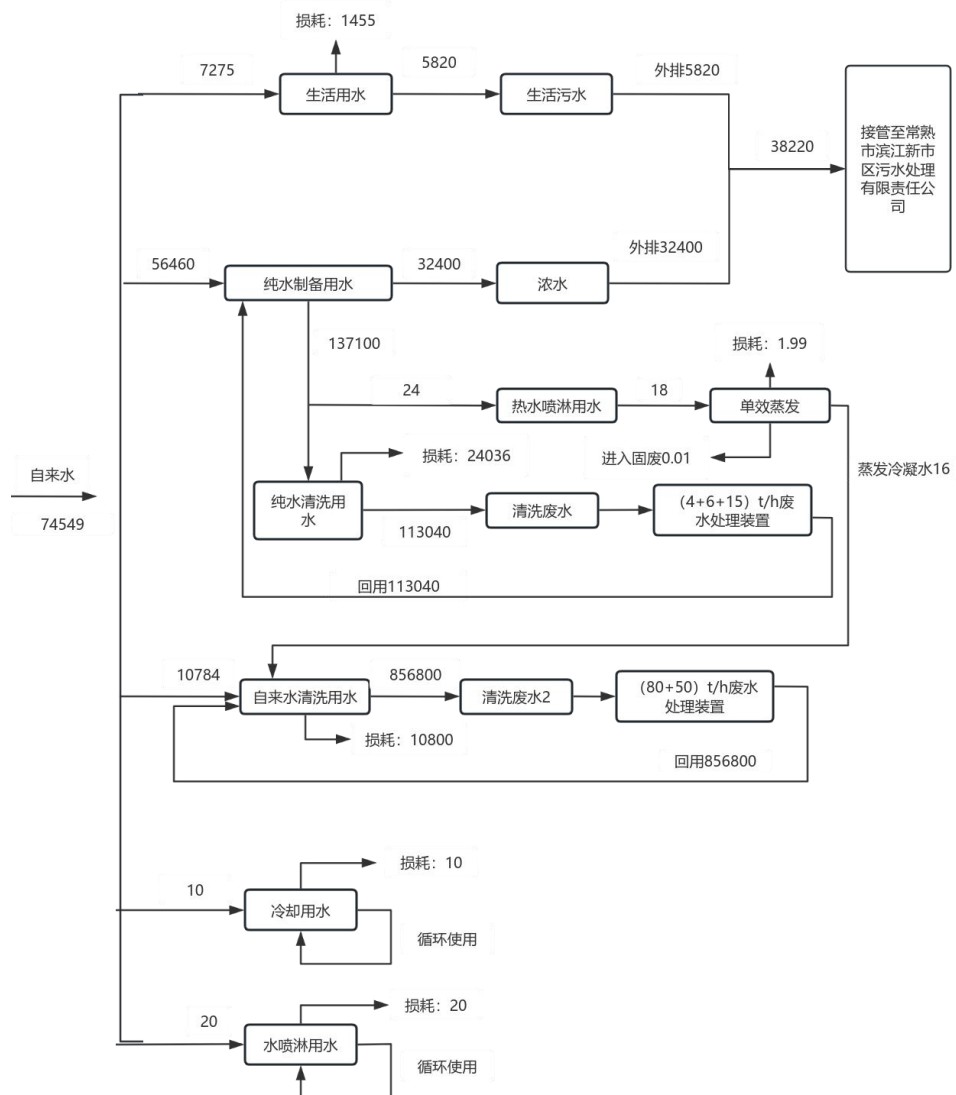 损耗：1455
7275
5820
外排5820
生活用水
生活污水
38220
接管至常熟
市滨江新市
区污水处理
有限责任公
司
56460
32400
外排32400
纯水制备用水
浓水
137100
损耗：1.99
24
18
热水喷淋用水
单效蒸发
损耗：24036
进入固废0.01
蒸发冷凝水16
自来水
74549
纯水清洗用
水
113040
清洗废水
（4+6+15）t/h废
水处理装置
回用113040
10784
856800
自来水清洗用水
清洗废水2
（80+50）t/h废水
处理装置
损耗：10800
回用856800
损耗：10
10
冷却用水
循环使用
损耗：20
20
水喷淋用水
循环使用